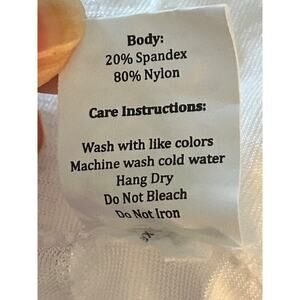 Body:
20% Spandex
80% Nylon
Care Instructions:
Wash with like colors
Machine wash cold water
Hang Dry
Do Not Bleach
Do Not Iron